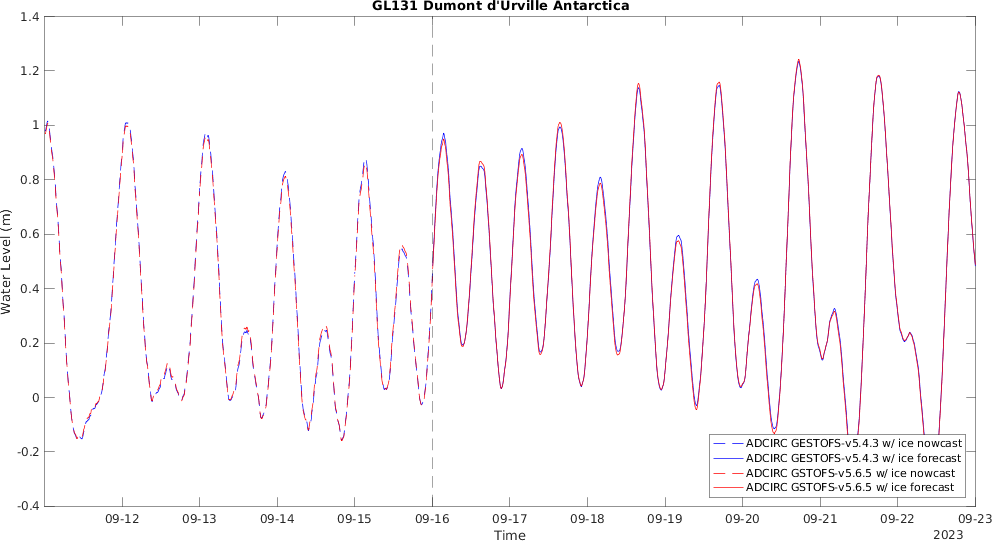 GL131 Dumont d'Urville Antarctica
1.4
1.2
1
0.8
0.6
0.4
0.2
0
-0.2
-0.4
Water Level (m)
ADCIRC GESTOFS-v5.4.3 w/ ice nowcast
ADCIRC GESTOFS-v5.4.3 w/ ice forecast
ADCIRC GSTOFS-v5.6.5 w/ ice nowcast
ADCIRC GSTOFS-v5.6.5 w/ ice forecast
09-12 09-13 09-14 09-15 09-16 09-17 09-18 09-19 09-20 09-21 09-22 09-23
Time
2023